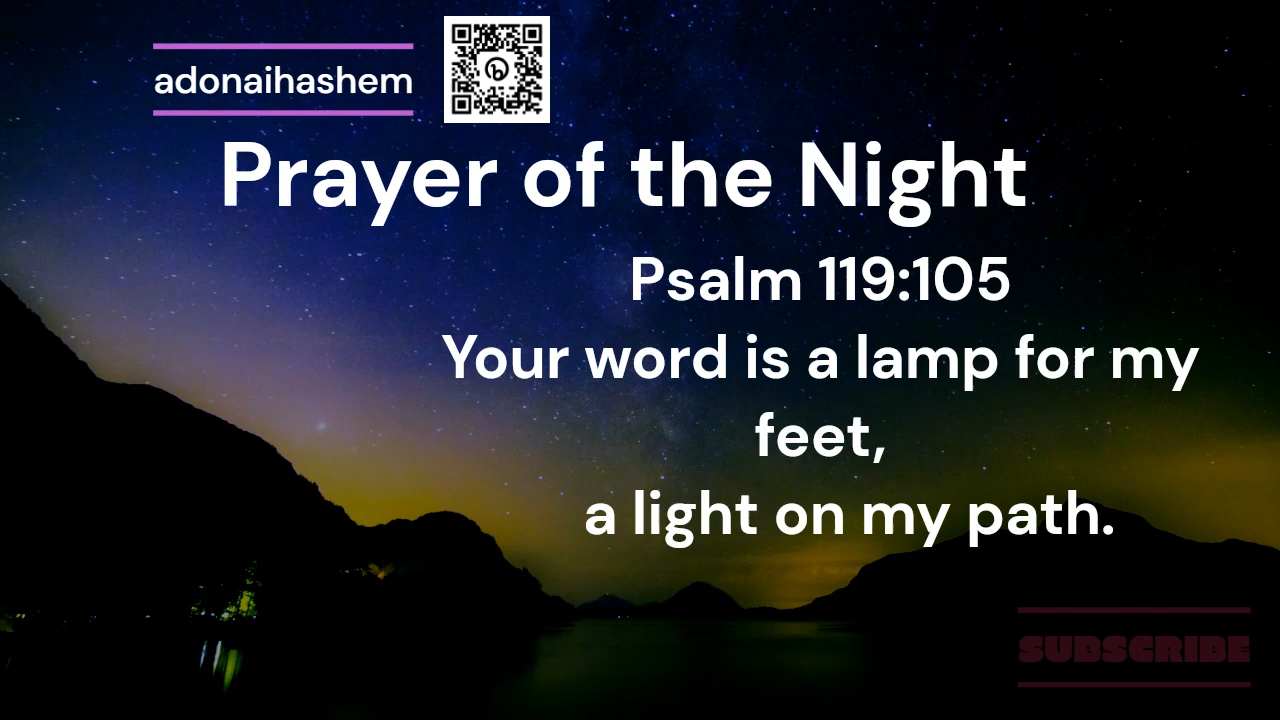 adonaihashem
Prayer of the Night
Psalm 119:105
Your word is a lamp for my
feet,
a light on my path.
SUBSCRIBE